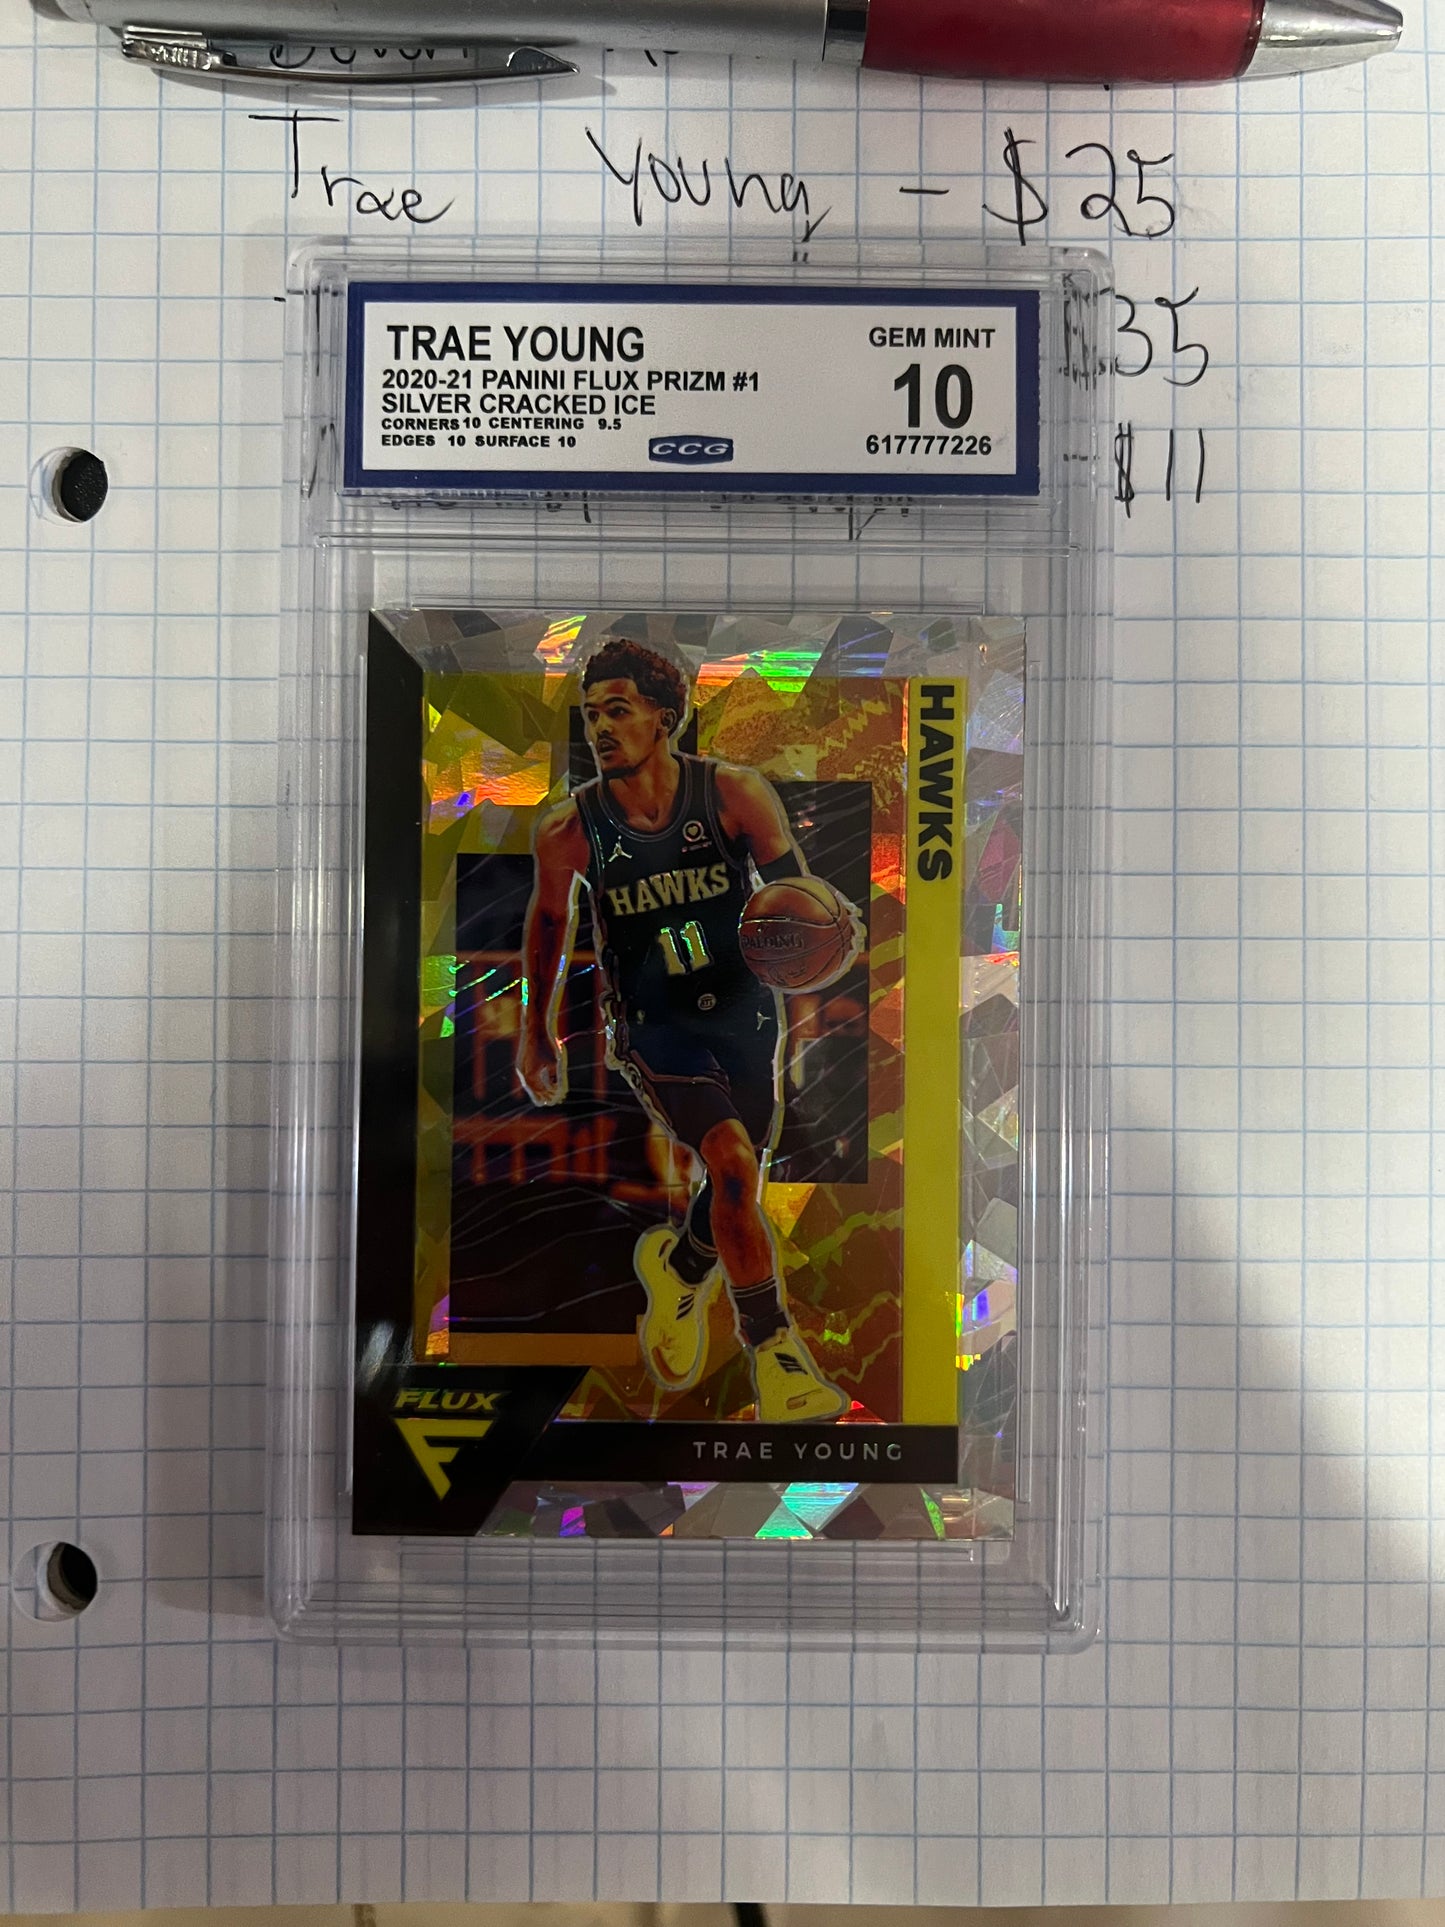 Trae Young - $25
TRAE YOUNG
2020-21 PANINI FLUX PRIZM #1
SILVER CRACKED ICE
CORNERS 10 CENTERING 9.5
EDGES 10 SURFACE 10
CCG
GEM MINT
10
617777226
35
- $11
HAWKS
HAWKS
11
SPALDING
FLUX
TRAE YOUNG